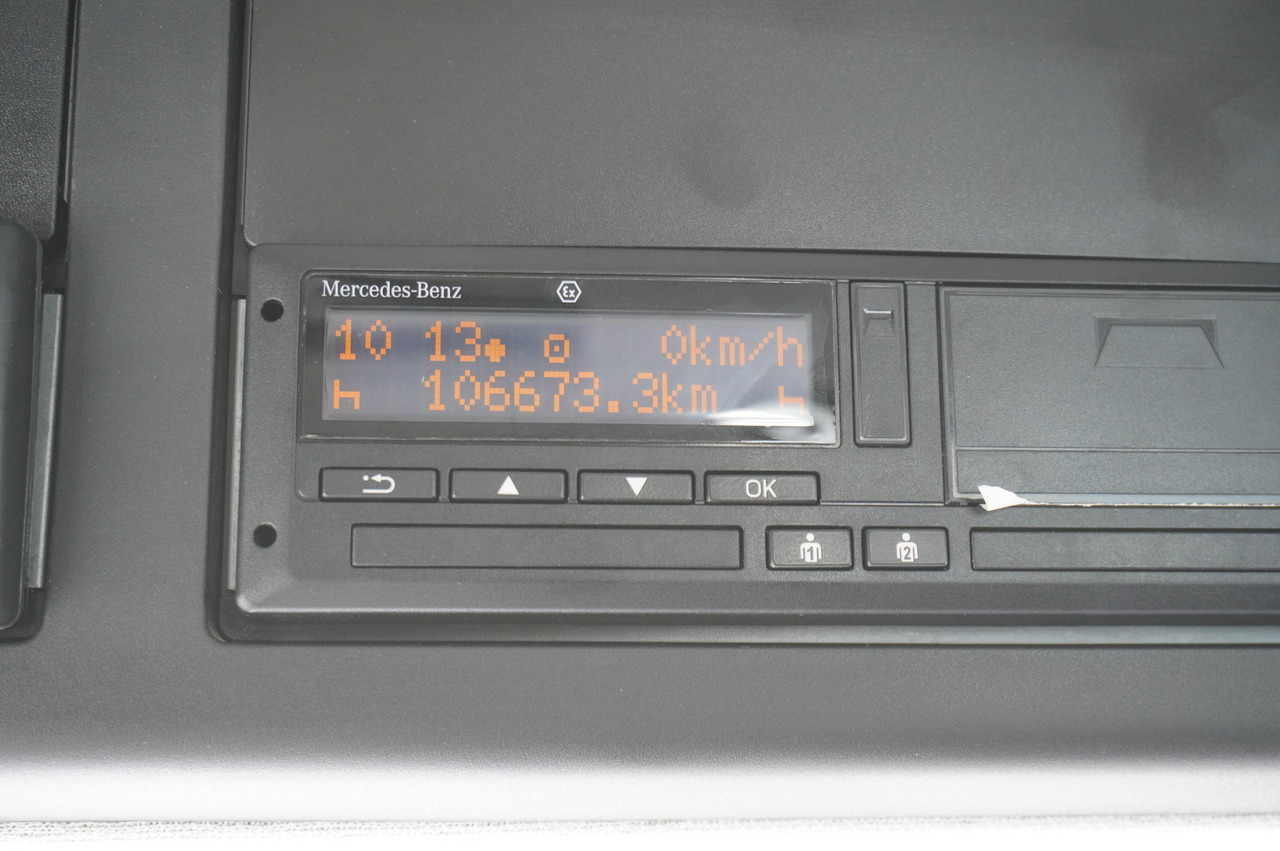 Mercedes-Benz Ex
10 13 0km/h
106673.3km
OK
1 2